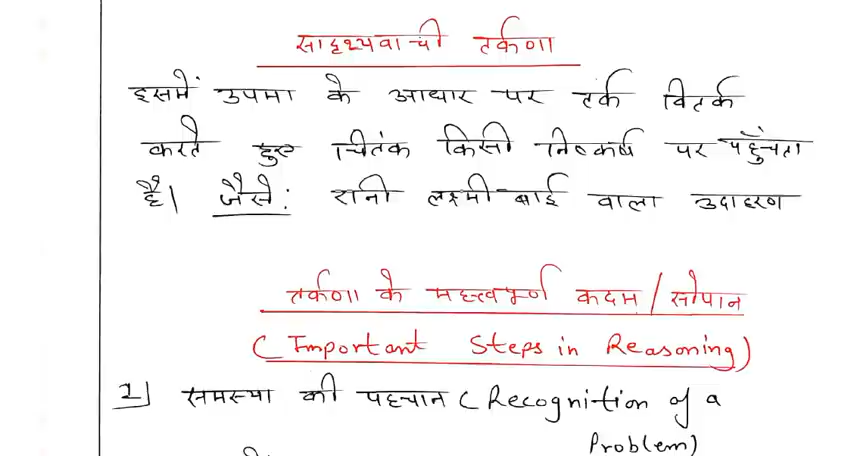 सादृश्यवाची तर्कणा
इसमें उपमा के आधार पर तर्क वितर्क
करते हुए चिंतक किसी निष्कर्ष पर पहुँचता
है। जैसे: रानी लक्ष्मी बाई वाला उदाहरण
तर्कणा के महत्त्वपूर्ण कदम / सोपान
(Important Steps in Reasoning)
1] समस्या की पहचान (Recognition of a
Problem)